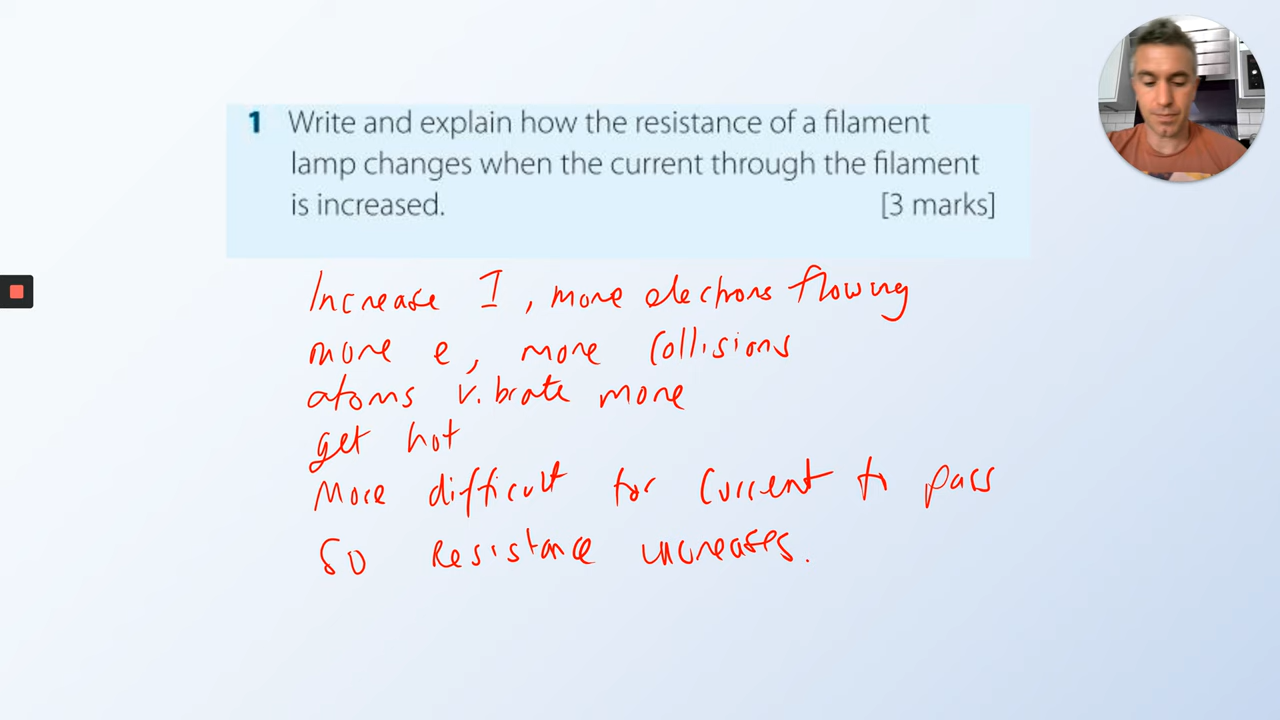 1 Write and explain how the resistance of a filament
lamp changes when the current through the filament
is increased. [3 marks]
Increase I, more electrons flowing
more e, more collisions
atoms vibrate more
get hot
More difficult for current to pass
So resistance increases.